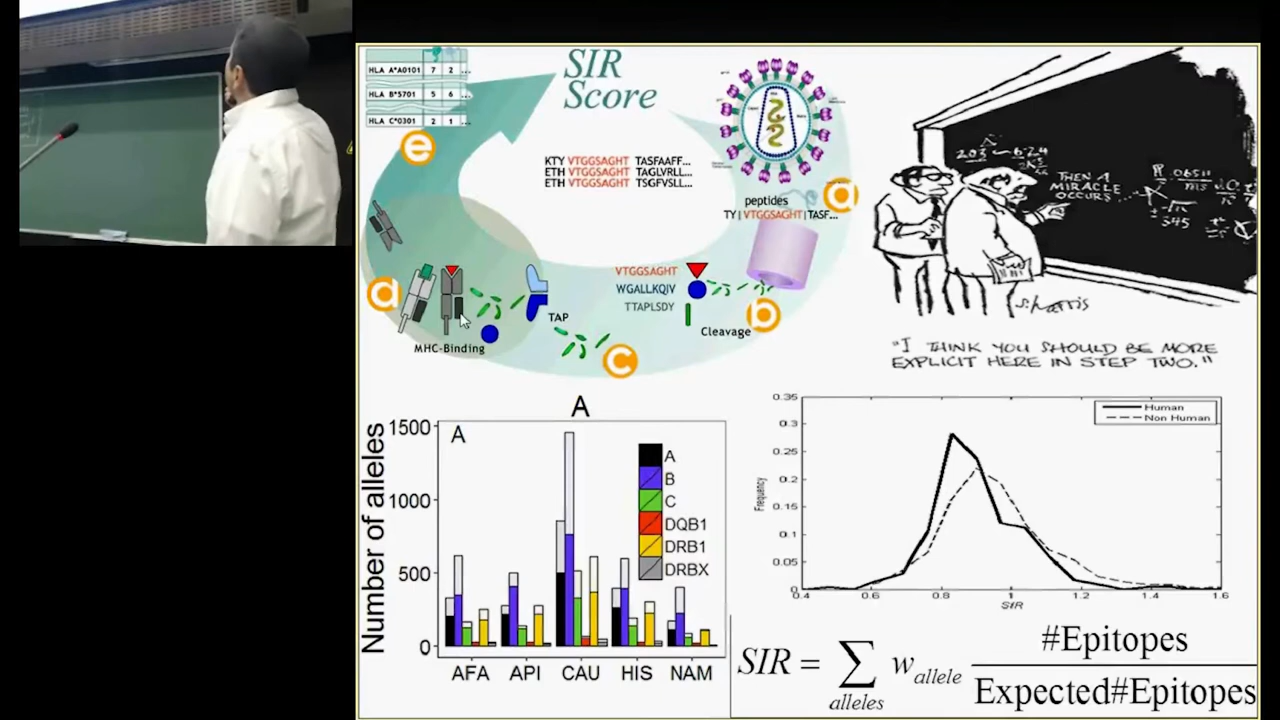 HLA A*A0101 7 2 ...
HLA B*5701 5 6 ...
HLA C*0301 2 1 ...
e
SIR
Score
KTY VTGGSAGHT TASFAAFF...
ETH VTGGSAGHT TAGLVRLL...
ETH VTGGSAGHT TSGFVSLL...
a
peptides
TY | VTGGSAGHT | TASF...
VTGGSAGHT
WGALLKQIV
TTAPLSDY
Cleavage
b
c
TAP
d
MHC-Binding
THEN A
MIRACLE
OCCURS...
S. Harris
"I THINK YOU SHOULD BE MORE
EXPLICIT HERE IN STEP TWO."
A
A
Number of alleles
1500
1000
500
0
AFA API CAU HIS NAM
A
B
C
DQB1
DRB1
DRBX
Human
Non Human
Frequency
0.35
0.3
0.25
0.2
0.15
0.1
0.05
0
0.4 0.6 0.8 1 1.2 1.4 1.6
SIR
SIR = ∑ alleles w allele #Epitopes
Expected#Epitopes